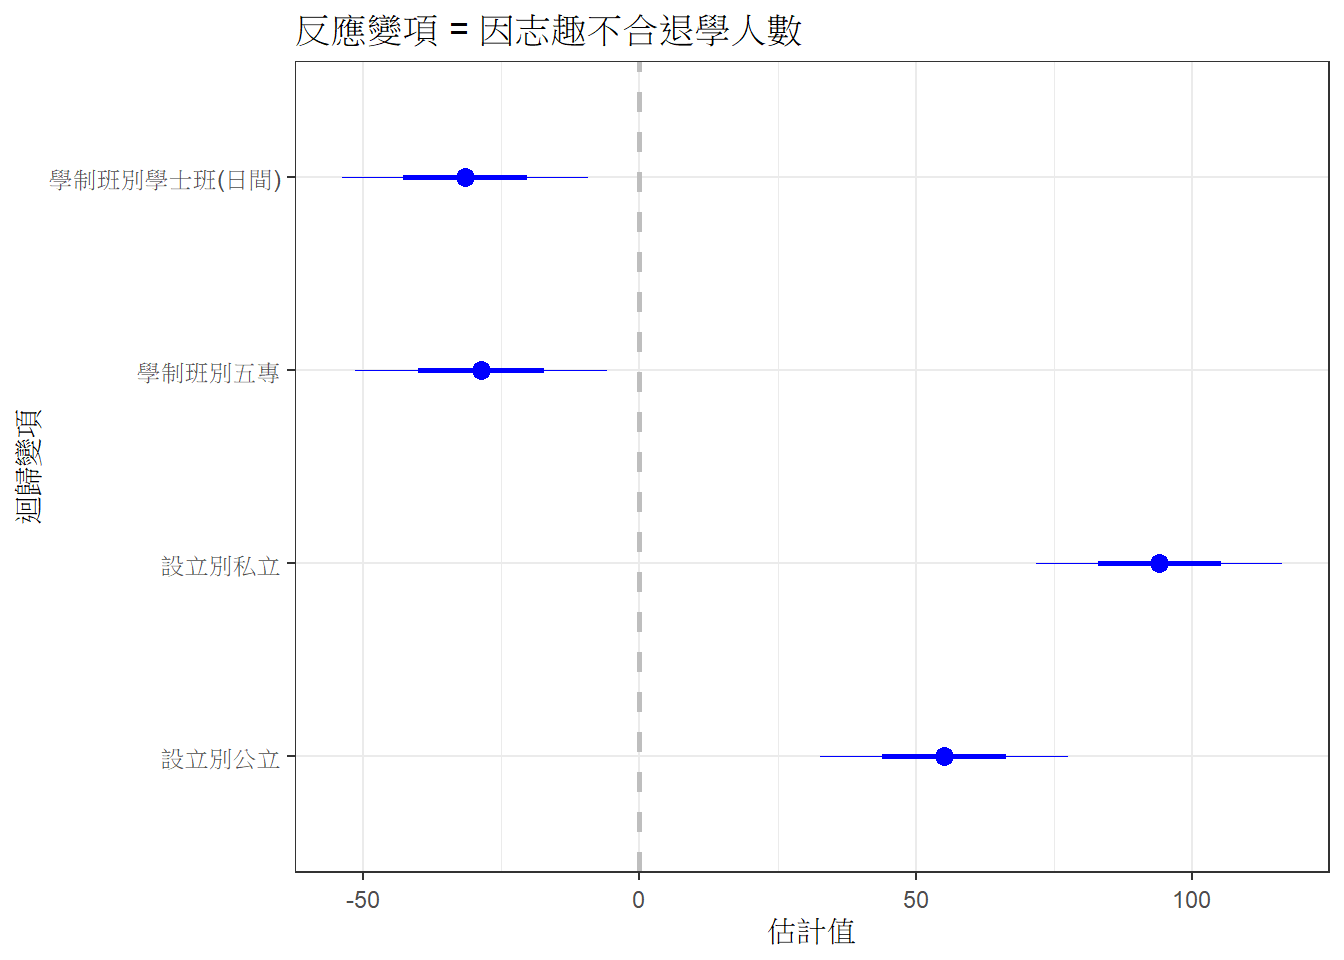 反應變項 = 因志趣不合退學人數
學制班別學士班(日間)
學制班別五專
設立別私立
設立別公立
迴歸變項
-50
0
50
100
估計值